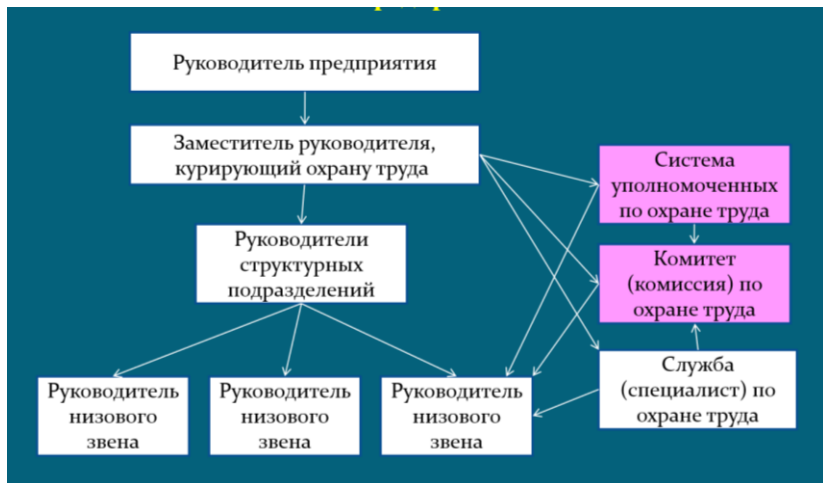 Руководитель предприятия
Заместитель руководителя,
курирующий охрану труда
Система
уполномоченных
по охране труда
Руководители
структурных
подразделений
Комитет
(комиссия) по
охране труда
Служба
(специалист) по
охране труда
Руководитель
низового
звена
Руководитель
низового
звена
Руководитель
низового
звена